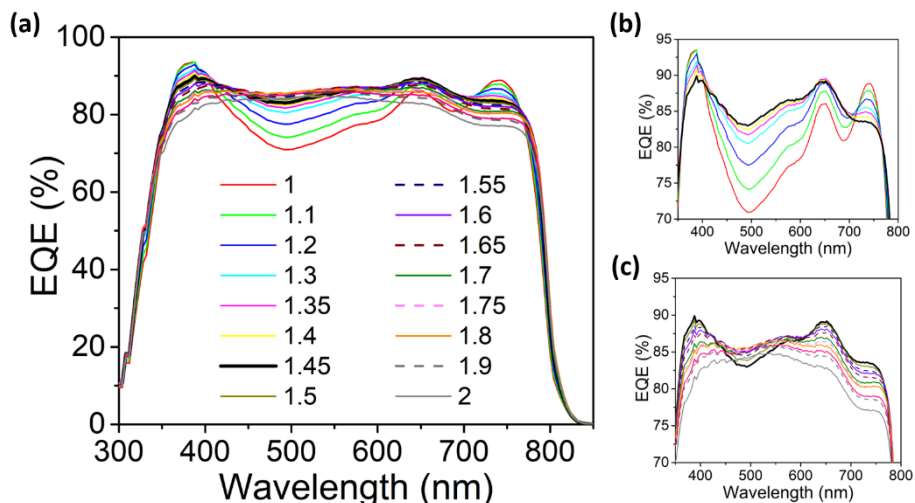 (a)
EQE (%)
100
80
60
40
20
0
1
1.1
1.2
1.3
1.35
1.4
1.45
1.5
1.55
1.6
1.65
1.7
1.75
1.8
1.9
2
300 400 500 600 700 800
Wavelength (nm)
(b)
EQE (%)
95
90
85
80
75
70
400 500 600 700 800
Wavelength (nm)
(c)
EQE (%)
95
90
85
80
75
70
400 500 600 700 800
Wavelength (nm)